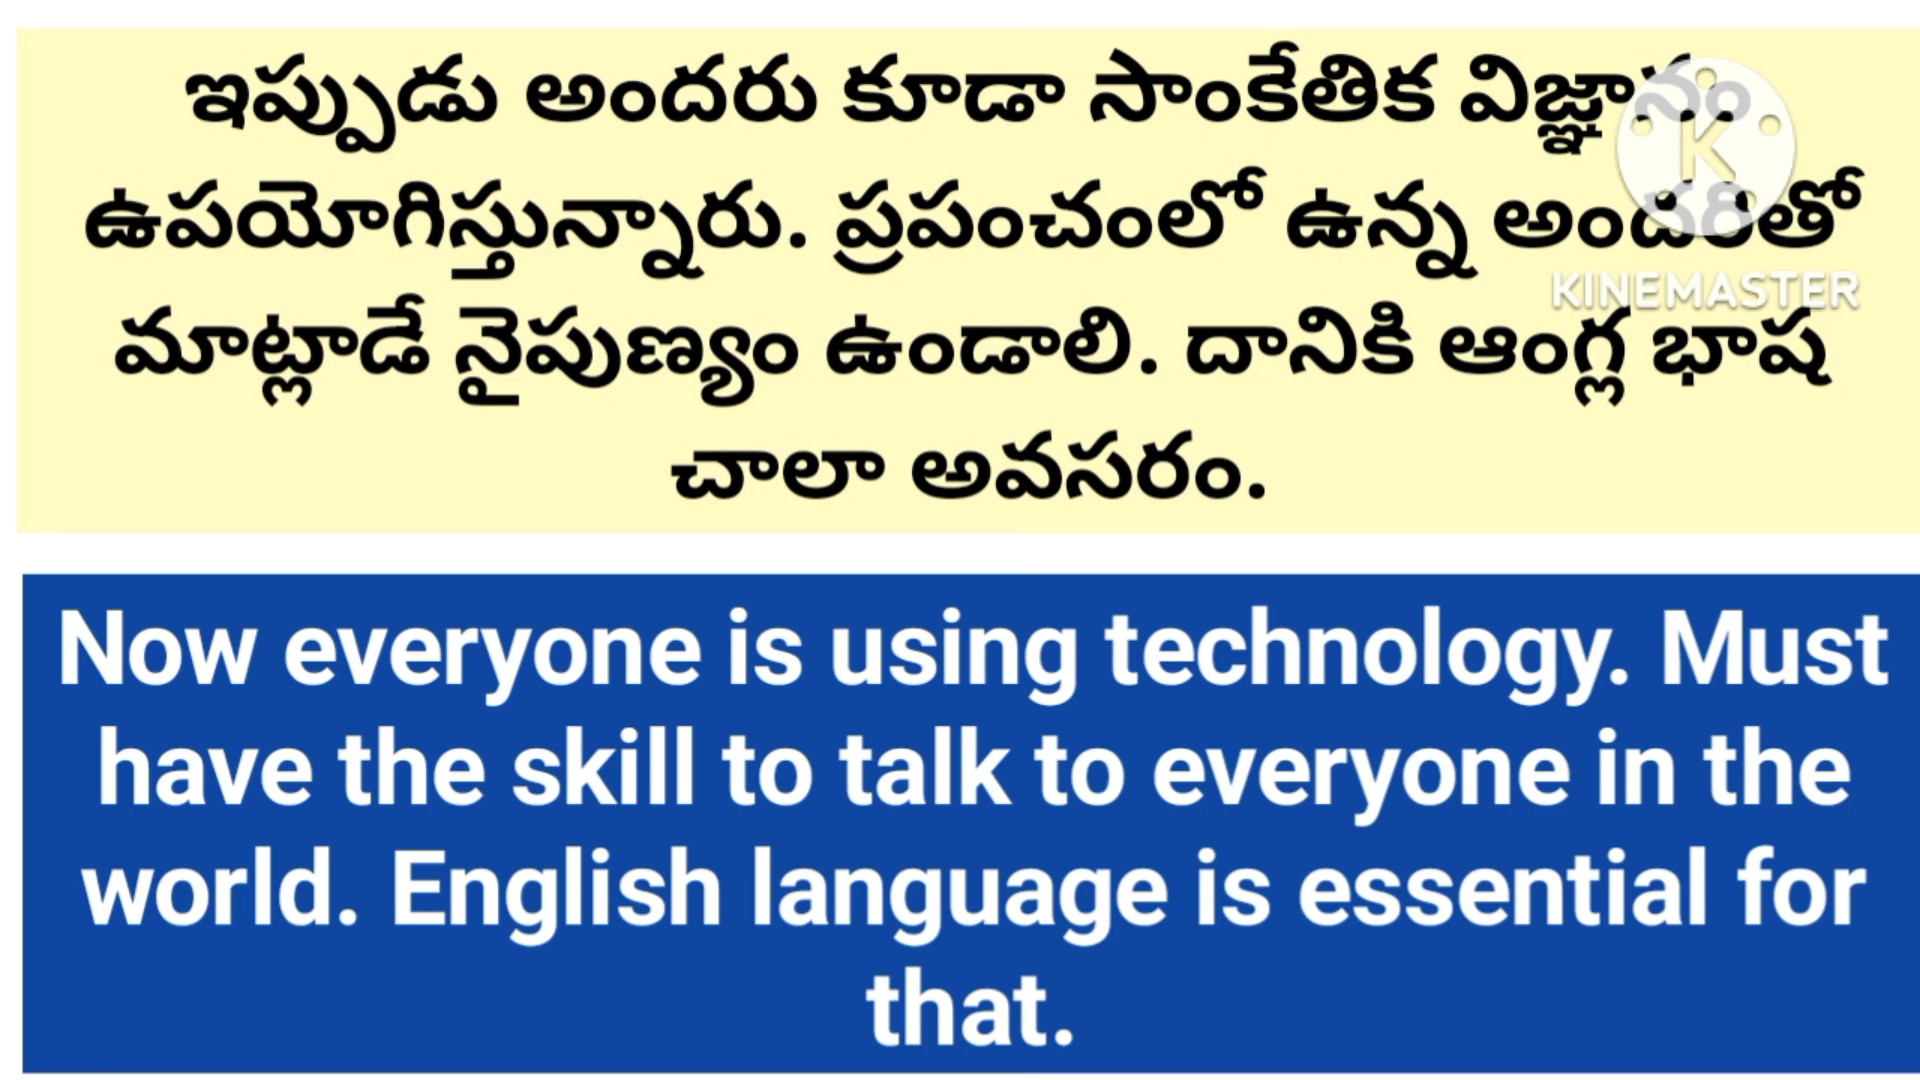 ఇప్పుడు అందరు కూడా సాంకేతిక విజ్ఞానం
ఉపయోగిస్తున్నారు. ప్రపంచంలో ఉన్న అందరితో
మాట్లాడే నైపుణ్యం ఉండాలి. దానికి ఆంగ్ల భాష
చాలా అవసరం.
K
KINEMASTER
Now everyone is using technology. Must
have the skill to talk to everyone in the
world. English language is essential for
that.